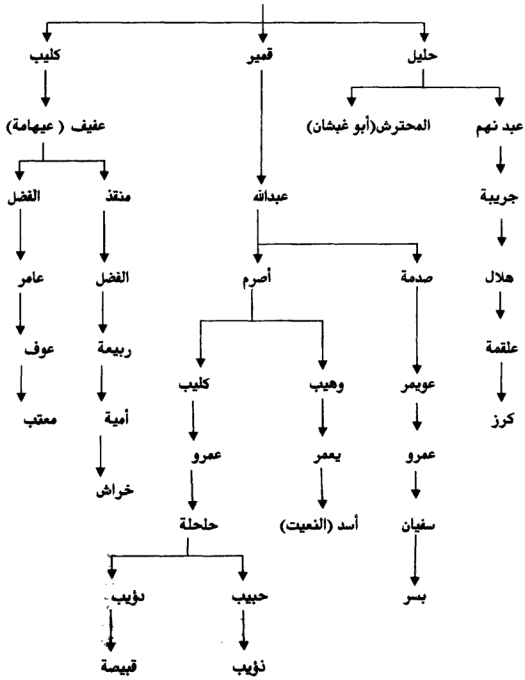 حليل قمير كليب
عبد نهم المحترش(أبو غبشان) عفيف (عيهامة)
جريبة عبدالله منقذ الفضل
هلال صدمة أصرم الفضل عامر
علقمة عويمر وهيب كليب ربيعة عوف
كرز عمرو يعمر عمرو أمية معتب
خراش
سفيان أسد (النعيت) حلحلة
بسر حبيب دؤيب
ذؤيب قبيصة